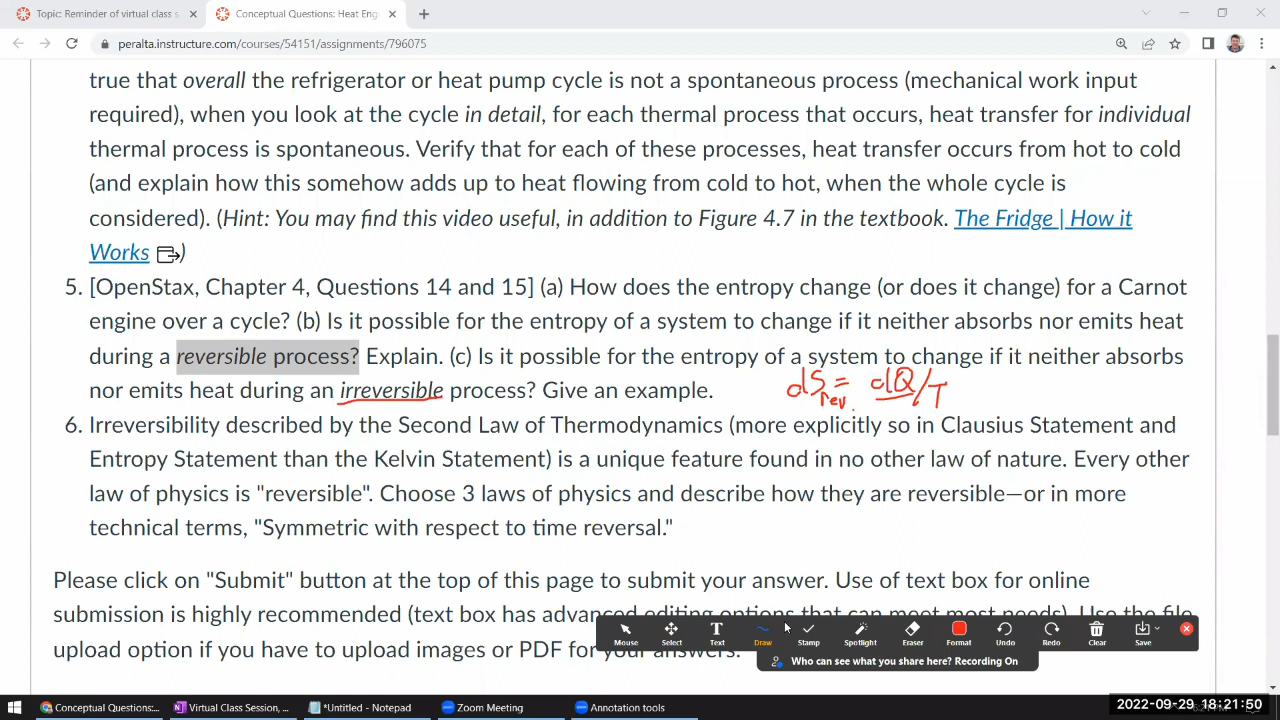 Topic: Reminder of virtual class s
Conceptual Questions: Heat Eng
peralta.instructure.com/courses/54151/assignments/796075
true that overall the refrigerator or heat pump cycle is not a spontaneous process (mechanical work input
required), when you look at the cycle in detail, for each thermal process that occurs, heat transfer for individual
thermal process is spontaneous. Verify that for each of these processes, heat transfer occurs from hot to cold
(and explain how this somehow adds up to heat flowing from cold to hot, when the whole cycle is
considered). (Hint: You may find this video useful, in addition to Figure 4.7 in the textbook. The Fridge | How it
Works)
5. [OpenStax, Chapter 4, Questions 14 and 15] (a) How does the entropy change (or does it change) for a Carnot
engine over a cycle? (b) Is it possible for the entropy of a system to change if it neither absorbs nor emits heat
during a reversible process? Explain. (c) Is it possible for the entropy of a system to change if it neither absorbs
nor emits heat during an irreversible process? Give an example.
dS rev. = dQ/T
6. Irreversibility described by the Second Law of Thermodynamics (more explicitly so in Clausius Statement and
Entropy Statement than the Kelvin Statement) is a unique feature found in no other law of nature. Every other
law of physics is "reversible". Choose 3 laws of physics and describe how they are reversible—or in more
technical terms, "Symmetric with respect to time reversal."
Please click on "Submit" button at the top of this page to submit your answer. Use of text box for online
submission is highly recommended (text box has advanced editing options that can meet most needs). Use the file
upload option if you have to upload images or PDF for your answers.
Mouse Select Text Draw Stamp Spotlight Eraser Format Undo Redo Clear Save
Who can see what you share here? Recording On
Conceptual Questions:... Virtual Class Session, ... *Untitled - Notepad Zoom Meeting Annotation tools
2022-09-29 18:21:50